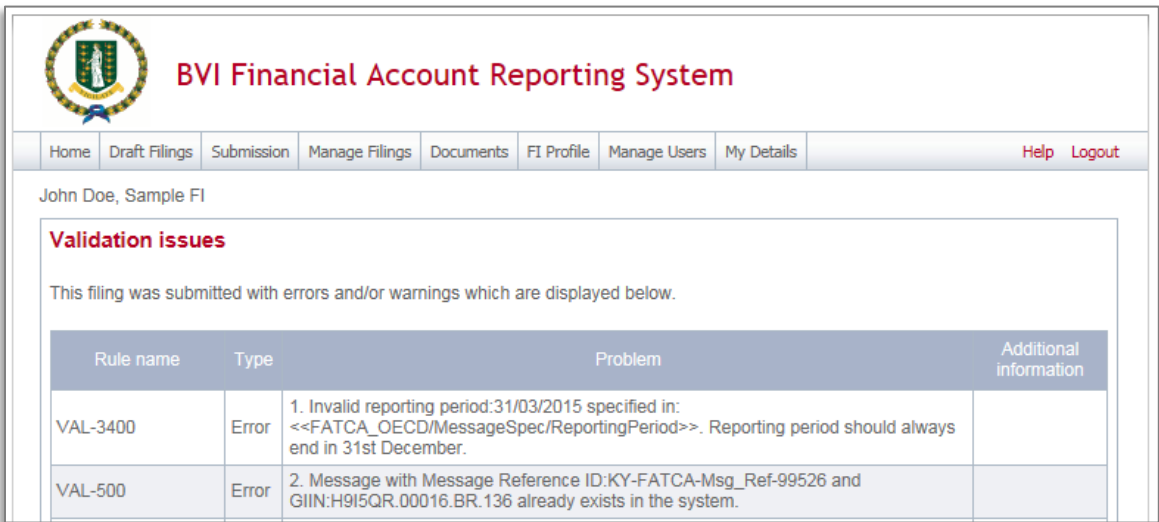 BVI Financial Account Reporting System
Home Draft Filings Submission Manage Filings Documents FI Profile Manage Users My Details Help Logout
John Doe, Sample FI
Validation issues
This filing was submitted with errors and/or warnings which are displayed below.
Rule name Type Problem Additional information
VAL-3400 Error 1. Invalid reporting period:31/03/2015 specified in:
<<FATCA_OECD/MessageSpec/ReportingPeriod>>. Reporting period should always
end in 31st December.
VAL-500 Error 2. Message with Message Reference ID:KY-FATCA-Msg_Ref-99526 and
GIIN:H9I5QR.00016.BR.136 already exists in the system.